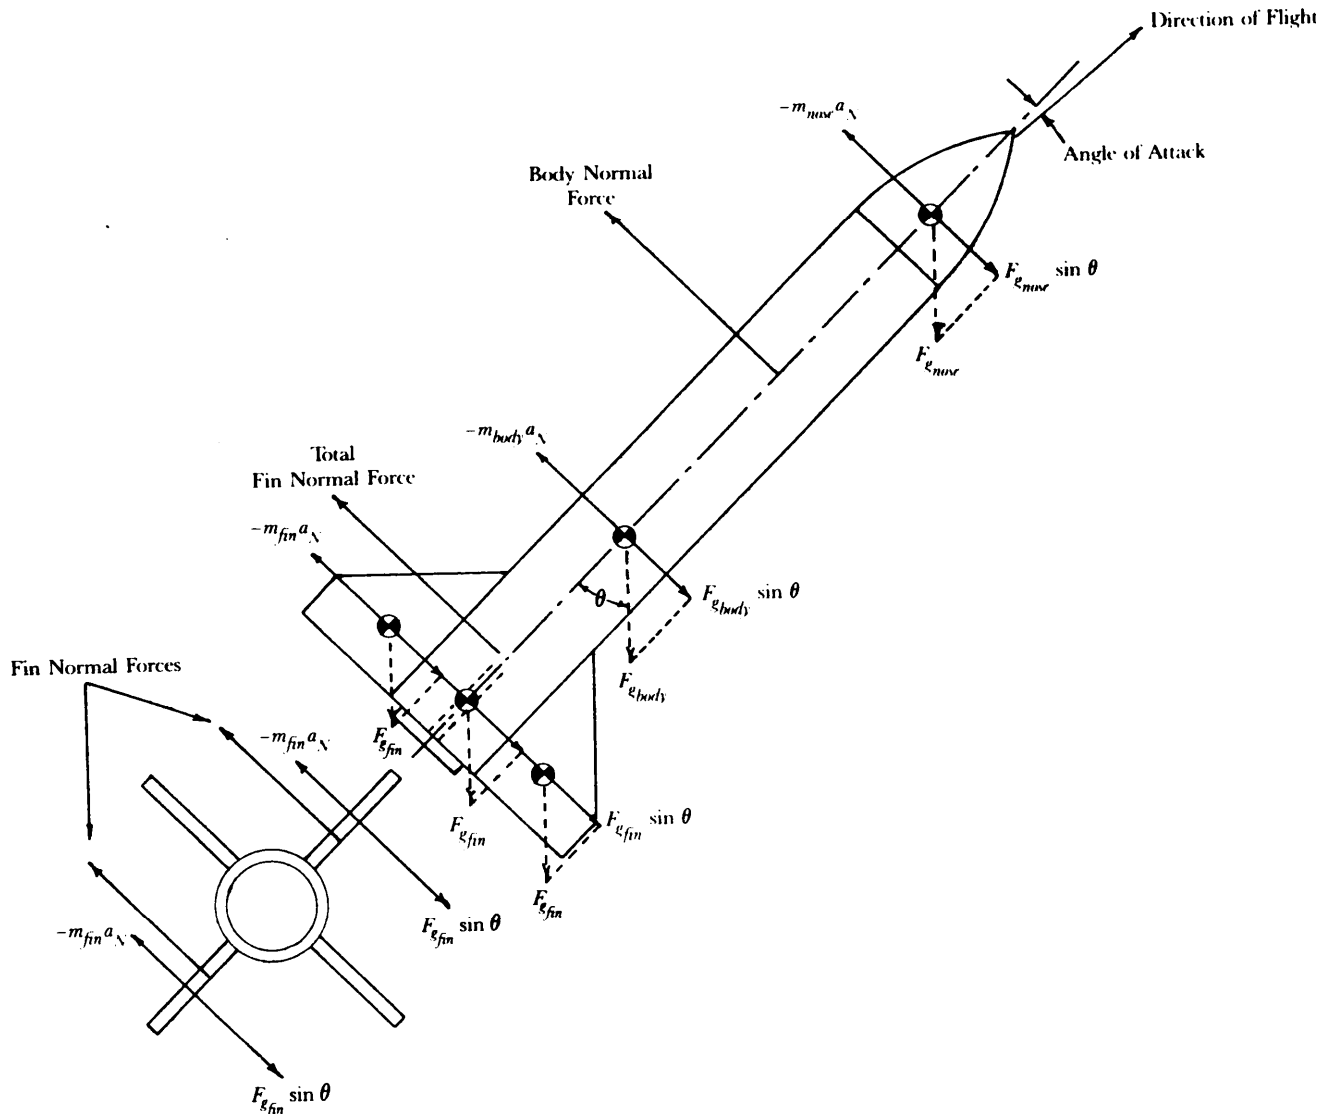 Direction of Flight
-m_nose a_N
Angle of Attack
Body Normal
Force
F_g_nose sin θ
F_g_nose
-m_body a_N
Total
Fin Normal Force
-m_fin a_N
θ
F_g_body sin θ
F_g_body
Fin Normal Forces
F_g_fin
-m_fin a_N
F_g_fin
F_g_fin sin θ
F_g_fin
F_g_fin sin θ
-m_fin a_N
F_g_fin sin θ